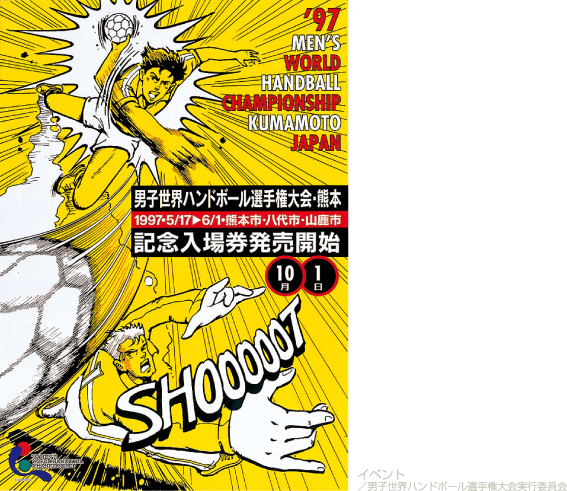 '97
MEN'S
WORLD
HANDBALL
CHAMPIONSHIP
KUMAMOTO
JAPAN
男子世界ハンドボール選手権大会・熊本
1997・5/17▶6/1・熊本市・八代市・山鹿市
記念入場券発売開始
10月1日
SHOOOOOT
イベント
／男子世界ハンドボール選手権大会実行委員会